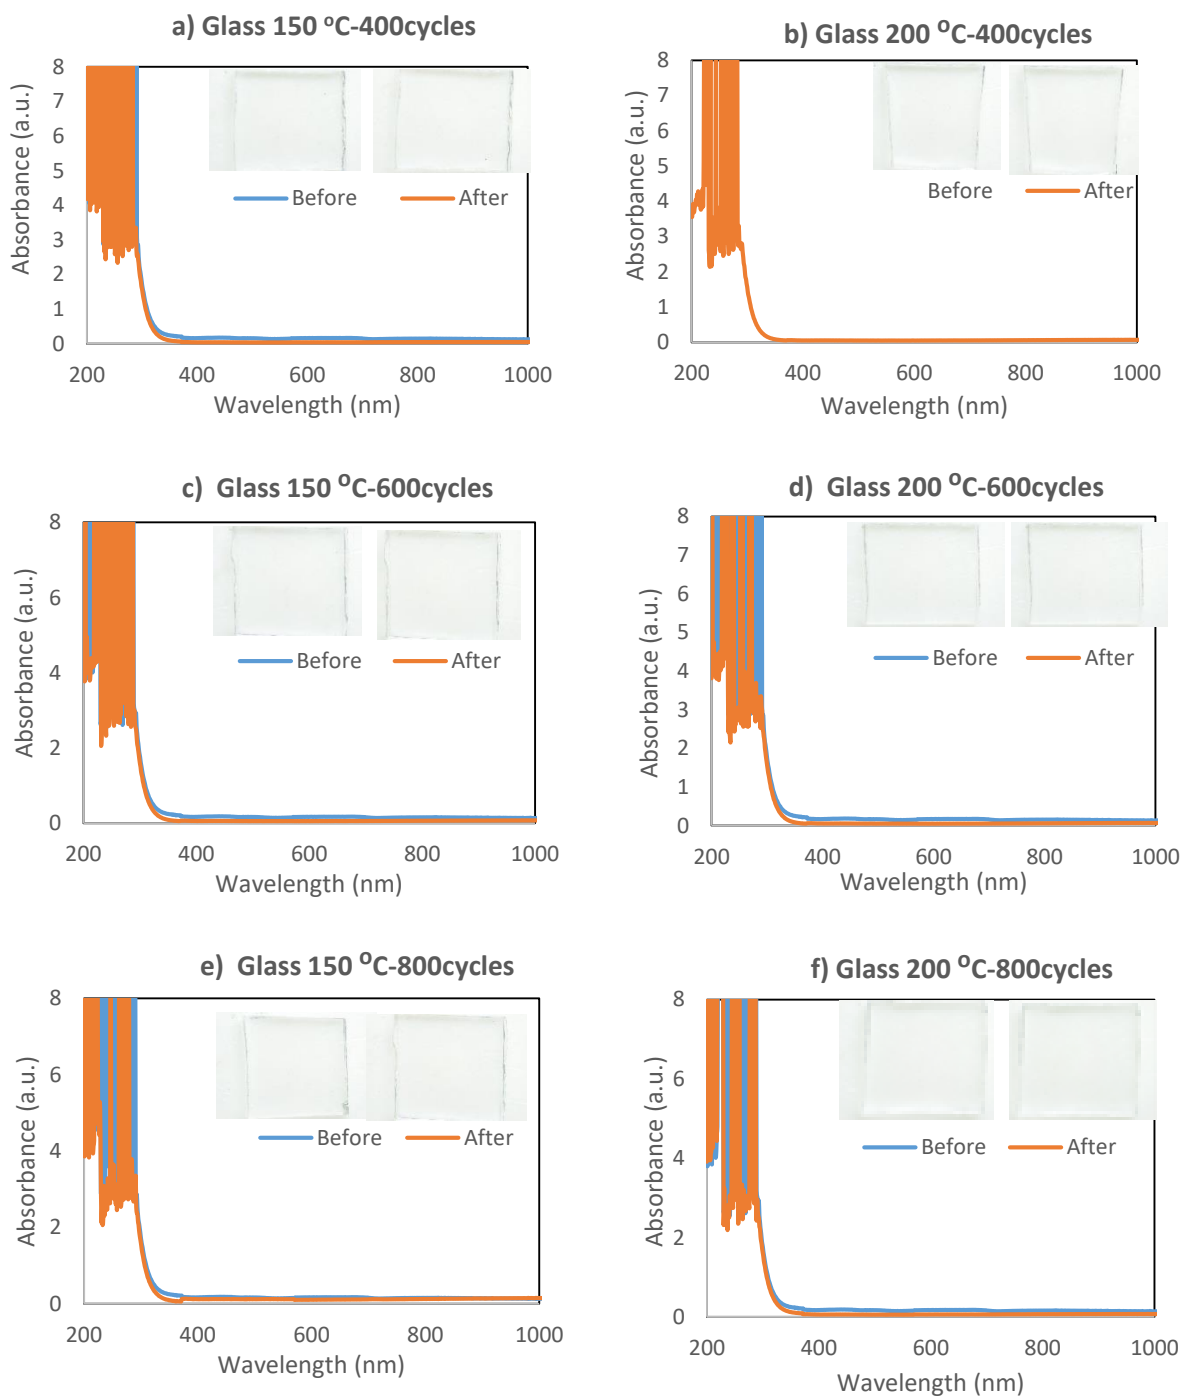 a) Glass 150 ºC-400cycles
Absorbance (a.u.)
8
7
6
5
4
3
2
1
0
Before After
200 400 600 800 1000
Wavelength (nm)
b) Glass 200 ⁰C-400cycles
Absorbance (a.u.)
8
7
6
5
4
3
2
1
0
Before After
200 400 600 800 1000
Wavelength (nm)
c) Glass 150 ⁰C-600cycles
Absorbance (a.u.)
8
6
4
2
0
Before After
200 400 600 800 1000
Wavelength (nm)
d) Glass 200 ⁰C-600cycles
Absorbance (a.u.)
8
7
6
5
4
3
2
1
0
Before After
200 400 600 800 1000
Wavelength (nm)
e) Glass 150 ⁰C-800cycles
Absorbance (a.u.)
8
6
4
2
0
Before After
200 400 600 800 1000
Wavelength (nm)
f) Glass 200 ⁰C-800cycles
Absorbance (a.u.)
8
6
4
2
0
Before After
200 400 600 800 1000
Wavelength (nm)